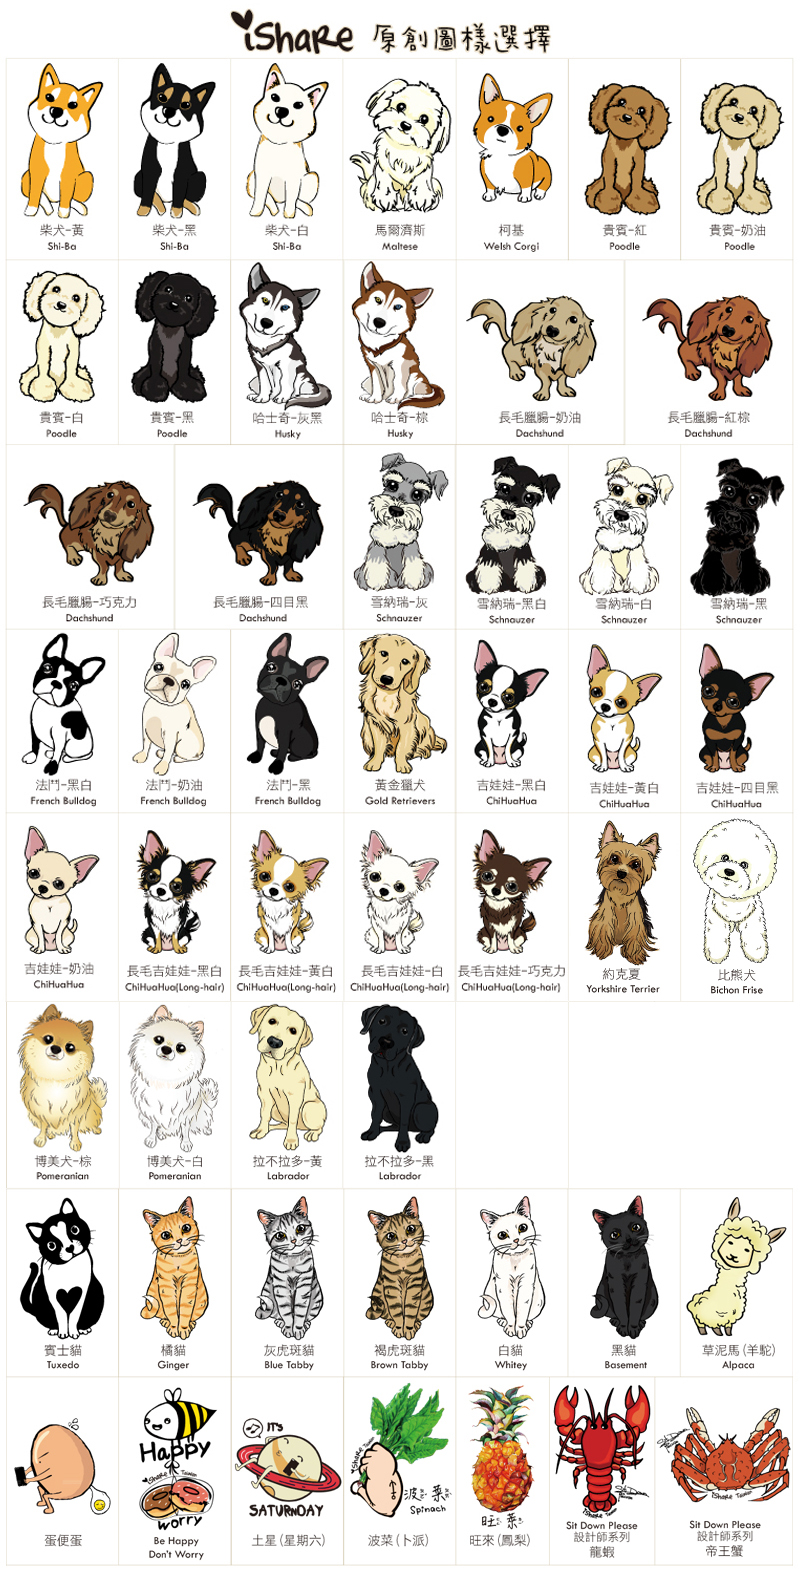 iShaRe 原創圖樣選擇
柴犬-黃
Shi-Ba
柴犬-黑
Shi-Ba
柴犬-白
Shi-Ba
馬爾濟斯
Maltese
柯基
Welsh Corgi
貴賓-紅
Poodle
貴賓-奶油
Poodle
貴賓-白
Poodle
貴賓-黑
Poodle
哈士奇-灰黑
Husky
哈士奇-棕
Husky
長毛臘腸-奶油
Dachshund
長毛臘腸-紅棕
Dachshund
長毛臘腸-巧克力
Dachshund
長毛臘腸-四目黑
Dachshund
雪納瑞-灰
Schnauzer
雪納瑞-黑白
Schnauzer
雪納瑞-白
Schnauzer
雪納瑞-黑
Schnauzer
法鬥-黑白
French Bulldog
法鬥-奶油
French Bulldog
法鬥-黑
French Bulldog
黃金獵犬
Gold Retrievers
吉娃娃-黑白
ChiHuaHua
吉娃娃-黃白
ChiHuaHua
吉娃娃-四目黑
ChiHuaHua
吉娃娃-奶油
ChiHuaHua
長毛吉娃娃-黑白
ChiHuaHua(Long-hair)
長毛吉娃娃-黃白
ChiHuaHua(Long-hair)
長毛吉娃娃-白
ChiHuaHua(Long-hair)
長毛吉娃娃-巧克力
ChiHuaHua(Long-hair)
約克夏
Yorkshire Terrier
比熊犬
Bichon Frise
博美犬-棕
Pomeranian
博美犬-白
Pomeranian
拉不拉多-黃
Labrador
拉不拉多-黑
Labrador
賓士貓
Tuxedo
橘貓
Ginger
灰虎斑貓
Blue Tabby
褐虎斑貓
Brown Tabby
白貓
Whitey
黑貓
Basement
草泥馬(羊駝)
Alpaca
蛋便蛋
Happy
iShaRe Taiwan
worry
Be Happy
Don't Worry
IT's
SATURNDAY
土星(星期六)
iShaRe Taiwan
波菜
Spinach
波菜(卜派)
旺萊
旺來(鳳梨)
iShaRe Taiwan
Sit Down Please
設計師系列
龍蝦
iShaRe Taiwan
Sit Down Please
設計師系列
帝王蟹